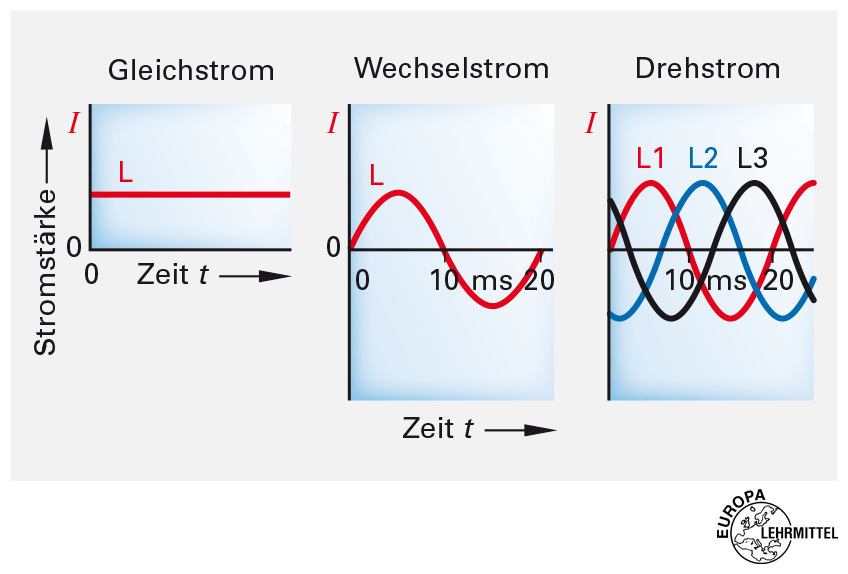 Gleichstrom
Wechselstrom
Drehstrom
Stromstärke
I
L
0
0
Zeit t
I
L
0
0
10 ms 20
Zeit t
I
L1 L2 L3
10 ms 20
EUROPA
LEHRMITTEL